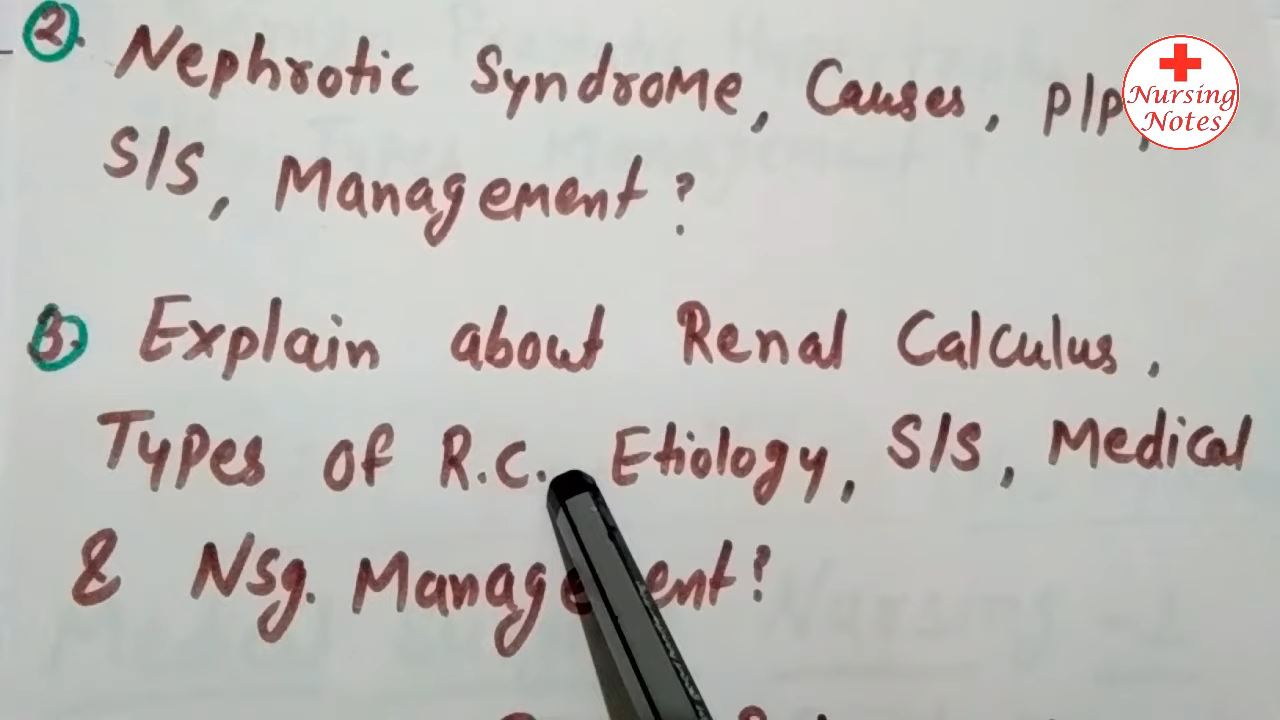 2. Nephrotic Syndrome, Causes, P/P,
S/S, Management?
3. Explain about Renal Calculus.
Types of R.C. Etiology, S/S, Medical
& Nsg. Management?
Nursing
Notes